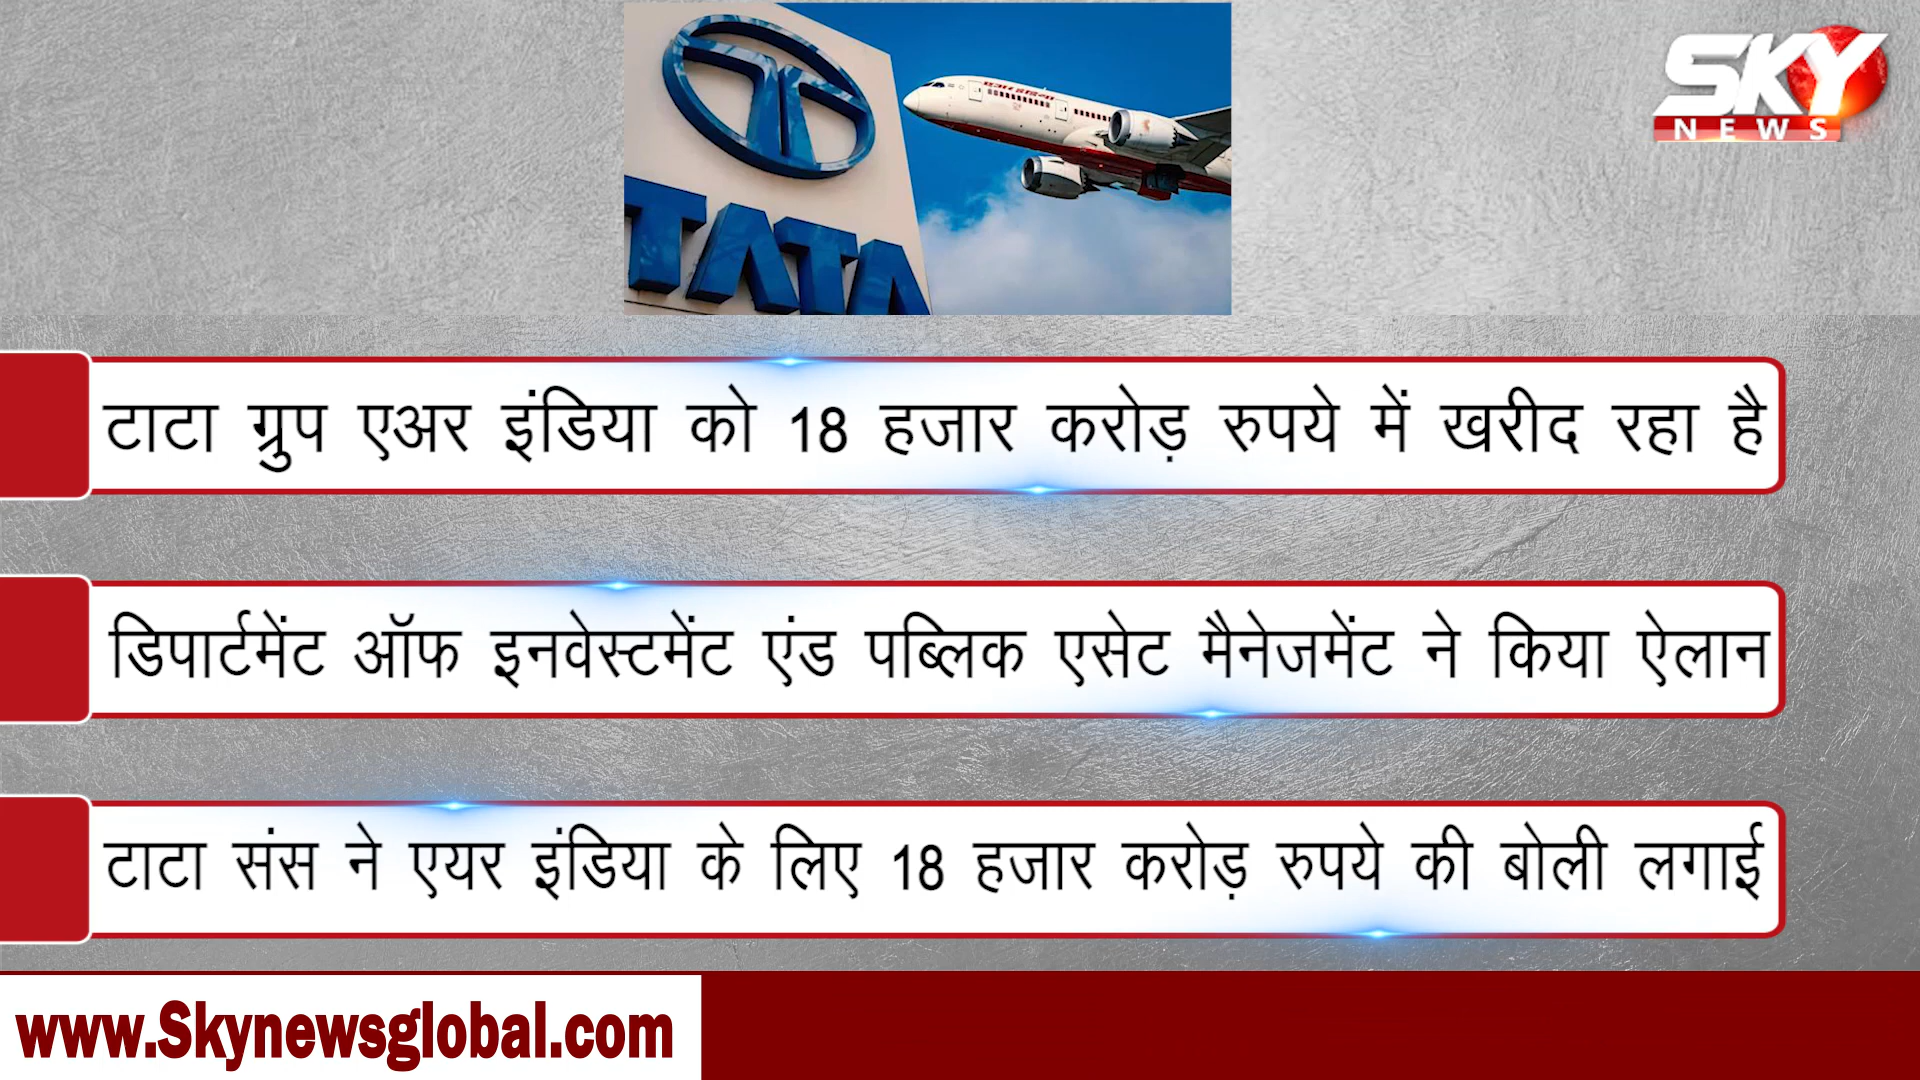 TATA
SKY
NEWS
टाटा ग्रुप एअर इंडिया को 18 हजार करोड़ रुपये में खरीद रहा है
डिपार्टमेंट ऑफ इनवेस्टमेंट एंड पब्लिक एसेट मैनेजमेंट ने किया ऐलान
टाटा संस ने एयर इंडिया के लिए 18 हजार करोड़ रुपये की बोली लगाई
www.Skynewsglobal.com